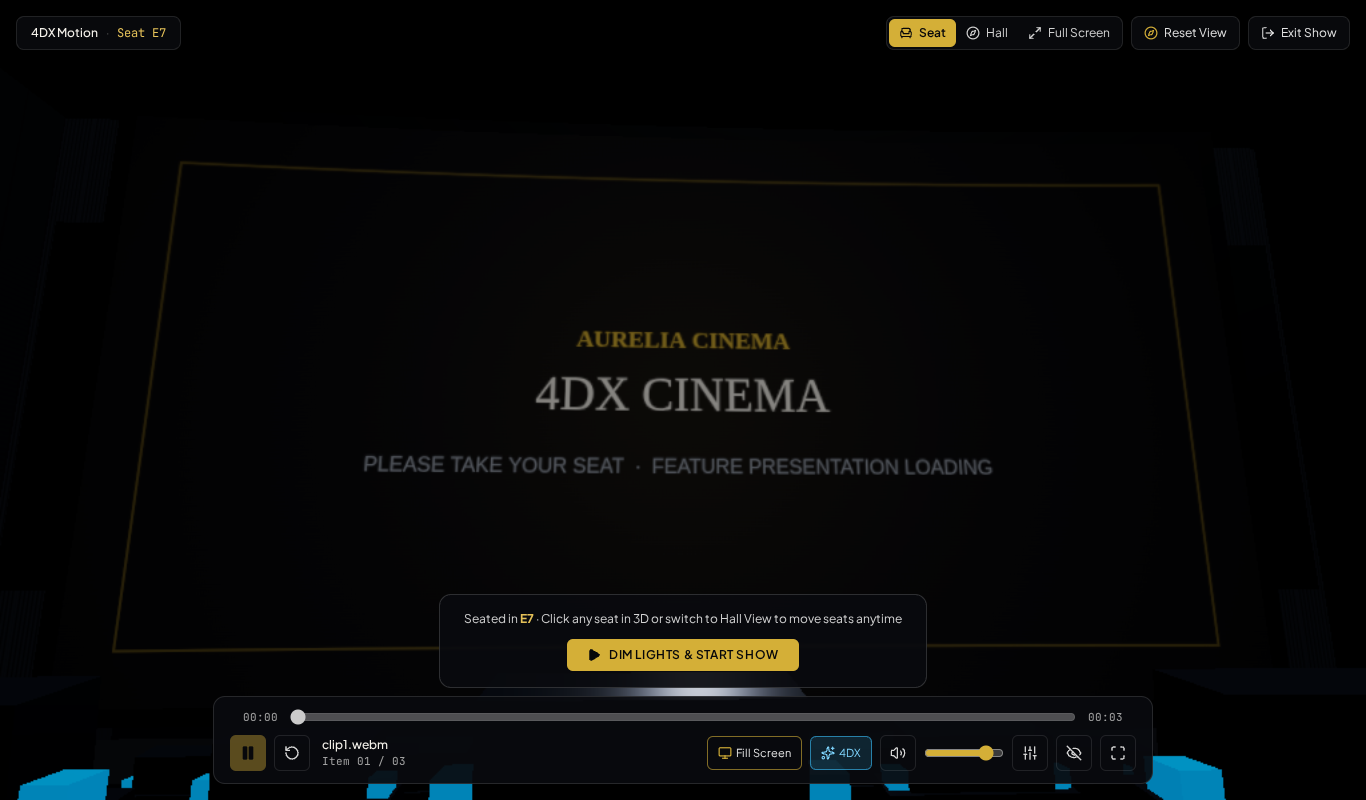 4DX Motion · Seat E7
Seat
Hall
Full Screen
Reset View
Exit Show
AURELIA CINEMA
4DX CINEMA
PLEASE TAKE YOUR SEAT · FEATURE PRESENTATION LOADING
Seated in E7 · Click any seat in 3D or switch to Hall View to move seats anytime
DIM LIGHTS & START SHOW
00:00
00:03
clip1.webm
Item 01 / 03
Fill Screen
4DX